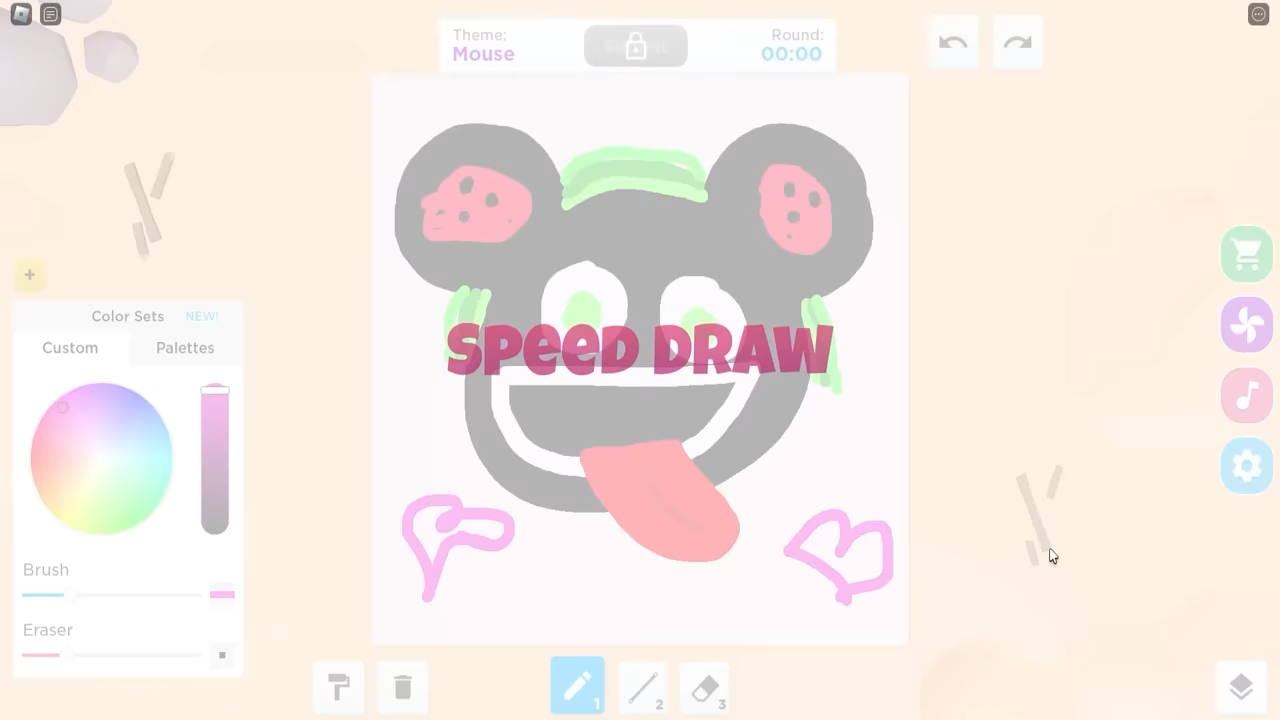 Theme:
Mouse
Round:
00:00
+
Color Sets
NEW!
Custom
Palettes
SPeeD DRAW
Brush
Eraser
1
2
3